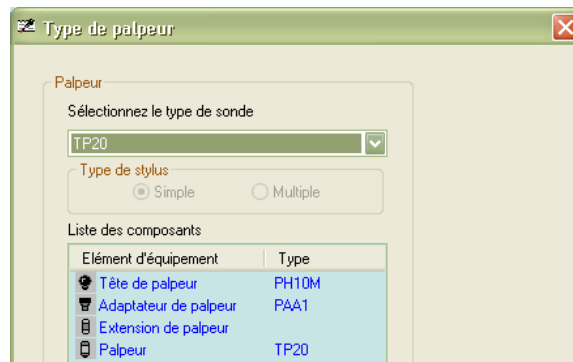 Type de palpeur
Palpeur
Sélectionnez le type de sonde
TP20
Type de stylus
Simple Multiple
Liste des composants
Elément d'équipement Type
Tête de palpeur PH10M
Adaptateur de palpeur PAA1
Extension de palpeur
Palpeur TP20